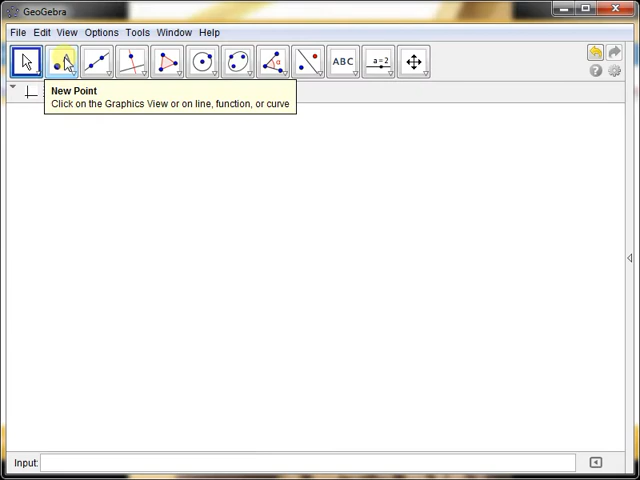 GeoGebra
File Edit View Options Tools Window Help
ABC a=2
α
New Point
Click on the Graphics View or on line, function, or curve
Input: